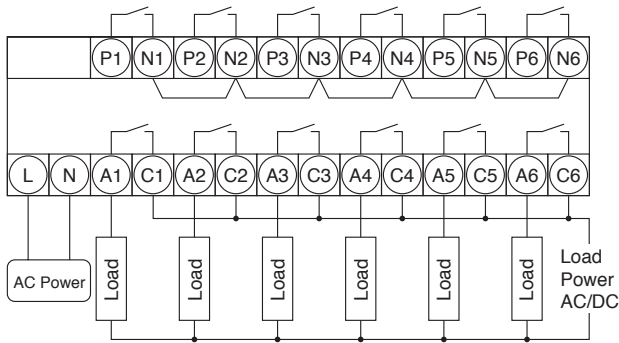 P1 N1 P2 N2 P3 N3 P4 N4 P5 N5 P6 N6
L N A1 C1 A2 C2 A3 C3 A4 C4 A5 C5 A6 C6
AC Power
Load
Load
Load
Load
Load
Load
Load
Power
AC/DC